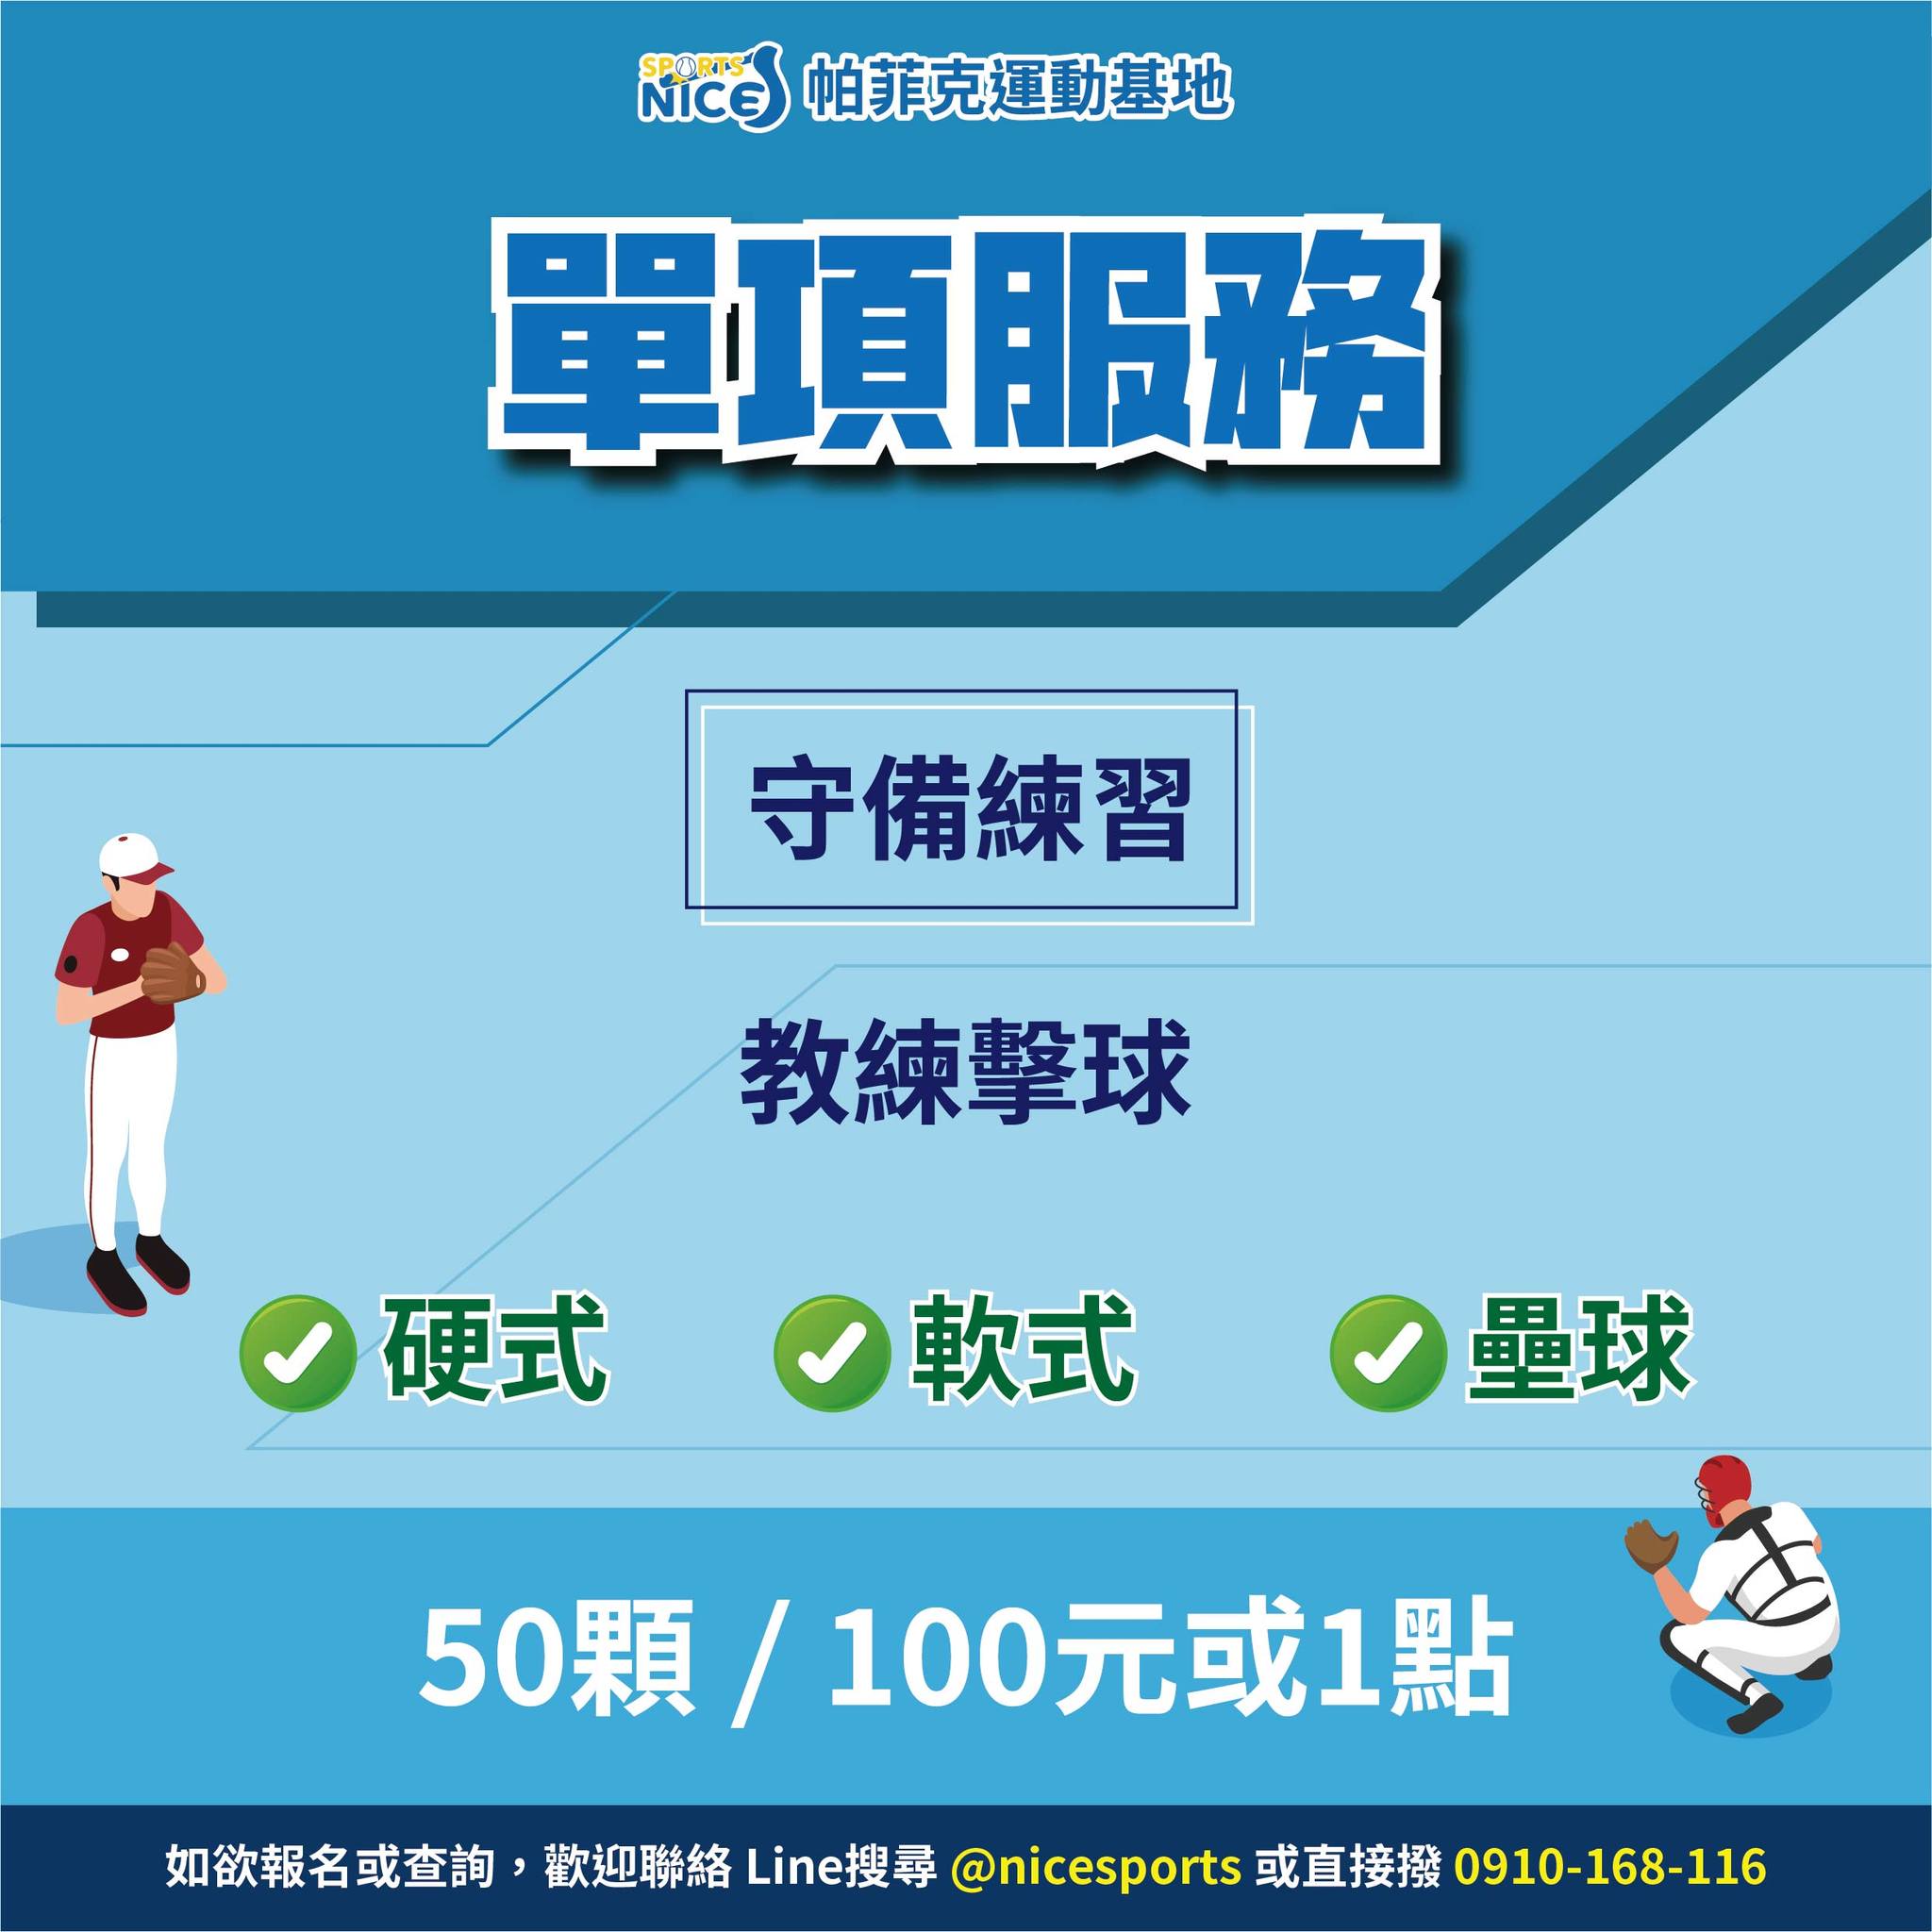 SPORTS
NICE 帕菲克運動基地
單項服務
守備練習
教練擊球
硬式 軟式 壘球
50顆 / 100元或1點
如欲報名或查詢，歡迎聯絡 Line搜尋 @nicesports 或直接撥 0910-168-116